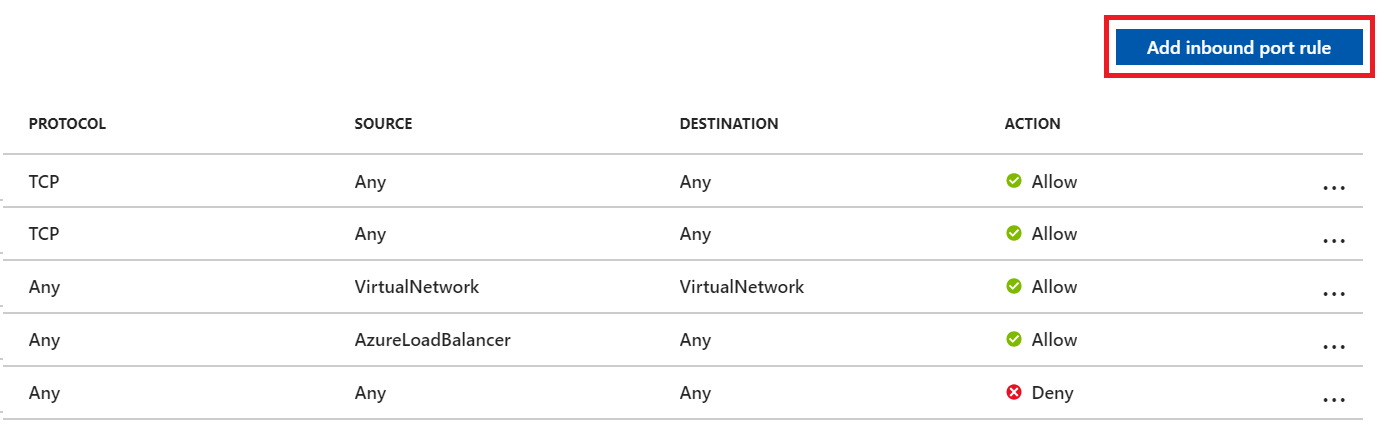 Add inbound port rule
PROTOCOL SOURCE DESTINATION ACTION
TCP Any Any Allow ...
TCP Any Any Allow ...
Any VirtualNetwork VirtualNetwork Allow ...
Any AzureLoadBalancer Any Allow ...
Any Any Any Deny ...